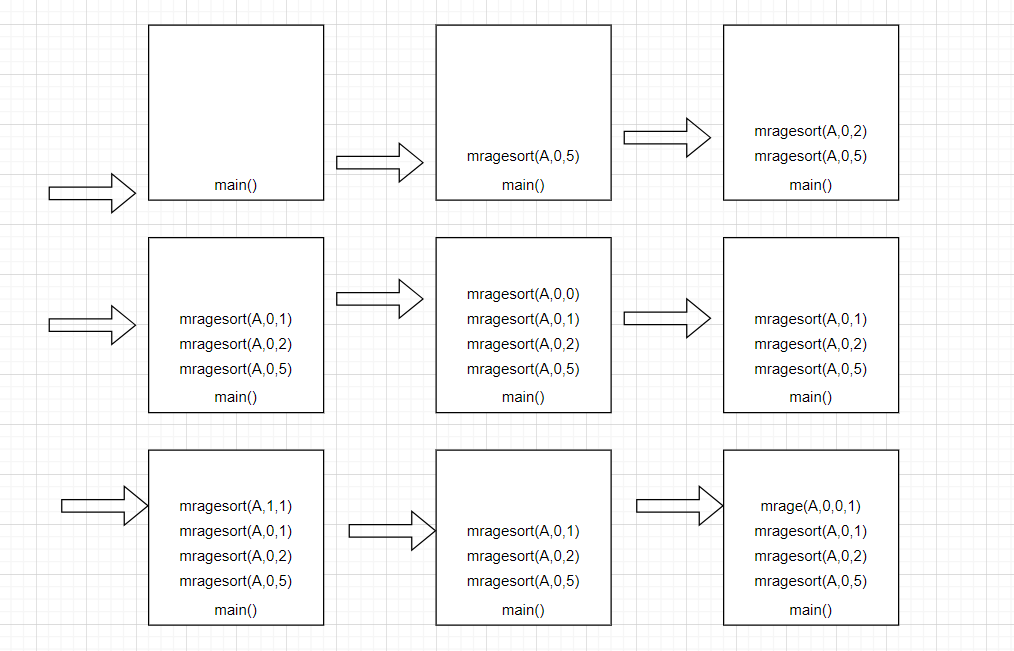 main()
mragesort(A,0,5)
main()
mragesort(A,0,2)
mragesort(A,0,5)
main()
mragesort(A,0,1)
mragesort(A,0,2)
mragesort(A,0,5)
main()
mragesort(A,0,0)
mragesort(A,0,1)
mragesort(A,0,2)
mragesort(A,0,5)
main()
mragesort(A,0,1)
mragesort(A,0,2)
mragesort(A,0,5)
main()
mragesort(A,1,1)
mragesort(A,0,1)
mragesort(A,0,2)
mragesort(A,0,5)
main()
mragesort(A,0,1)
mragesort(A,0,2)
mragesort(A,0,5)
main()
mrage(A,0,0,1)
mragesort(A,0,1)
mragesort(A,0,2)
mragesort(A,0,5)
main()